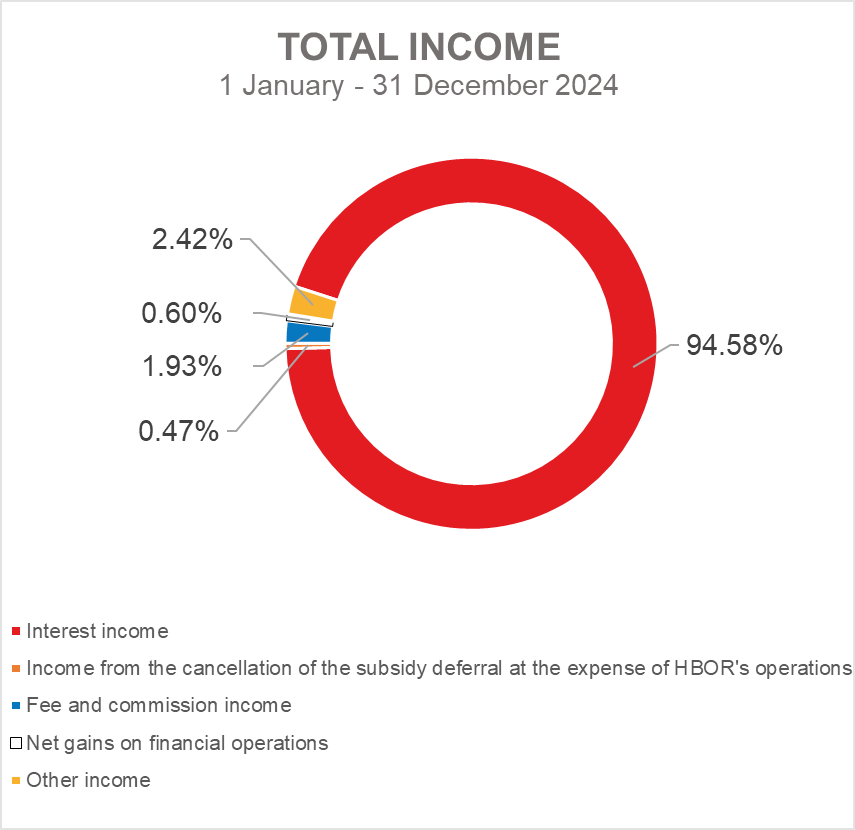 TOTAL INCOME
1 January - 31 December 2024
2.42%
0.60%
94.58%
1.93%
0.47%
Interest income
Income from the cancellation of the subsidy deferral at the expense of HBOR's operations
Fee and commission income
Net gains on financial operations
Other income